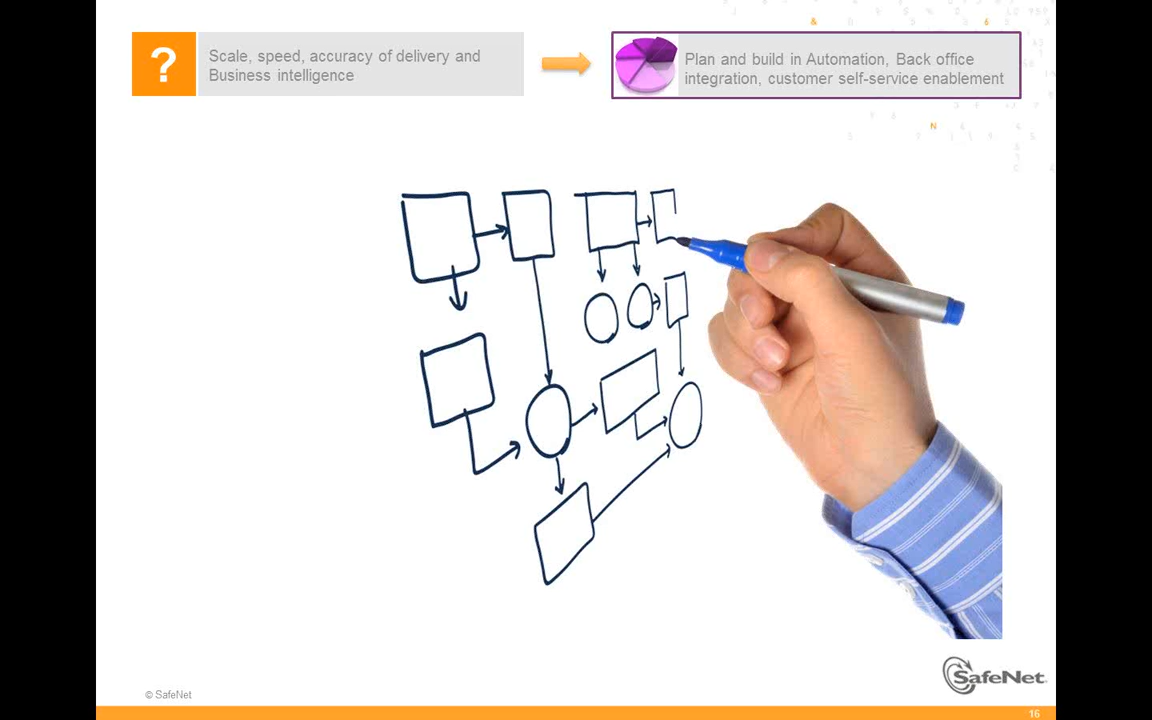 ?
Scale, speed, accuracy of delivery and
Business intelligence
Plan and build in Automation, Back office
integration, customer self-service enablement
© SafeNet
SafeNet
16